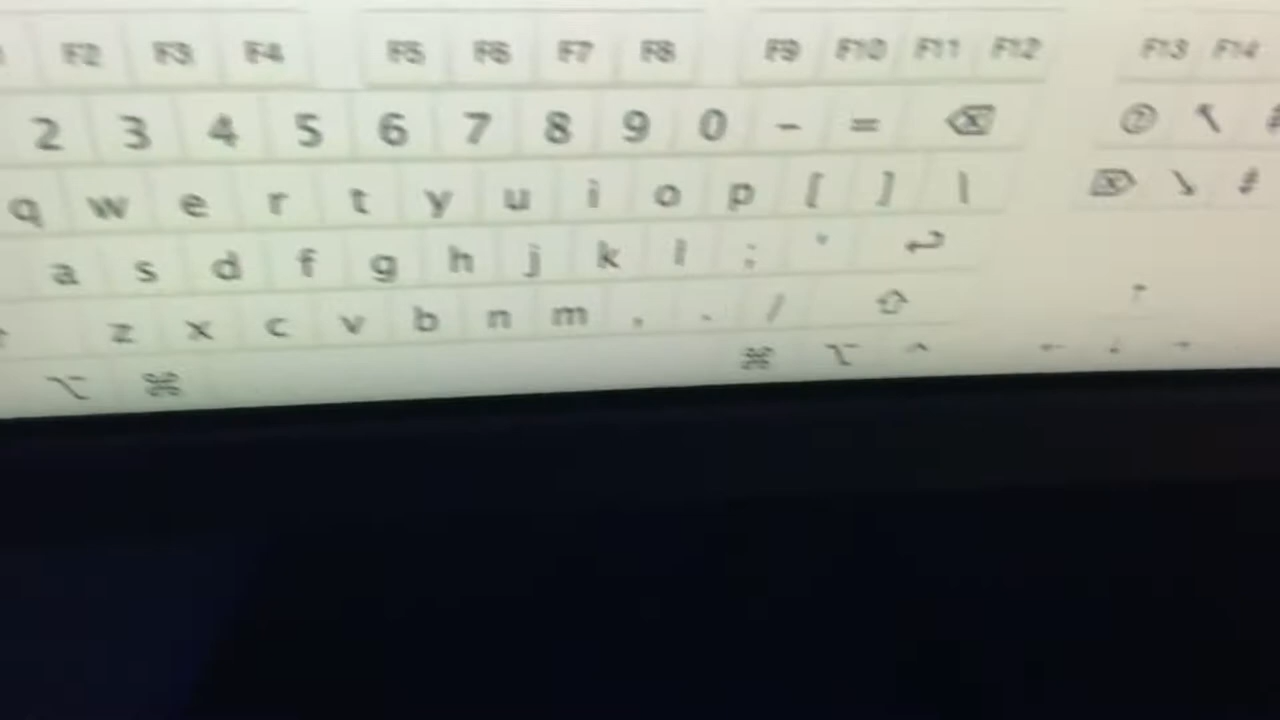 F2 F3 F4 F5 F6 F7 F8 F9 F10 F11 F12 F13 F14
2 3 4 5 6 7 8 9 0 - = ⌫
q w e r t y u i o p [ ] \ ⌦ ↘
a s d f g h j k l ; ' ↩
z x c v b n m , . / ⇧
⌥ ⌘ ⌘ ⌥ ^